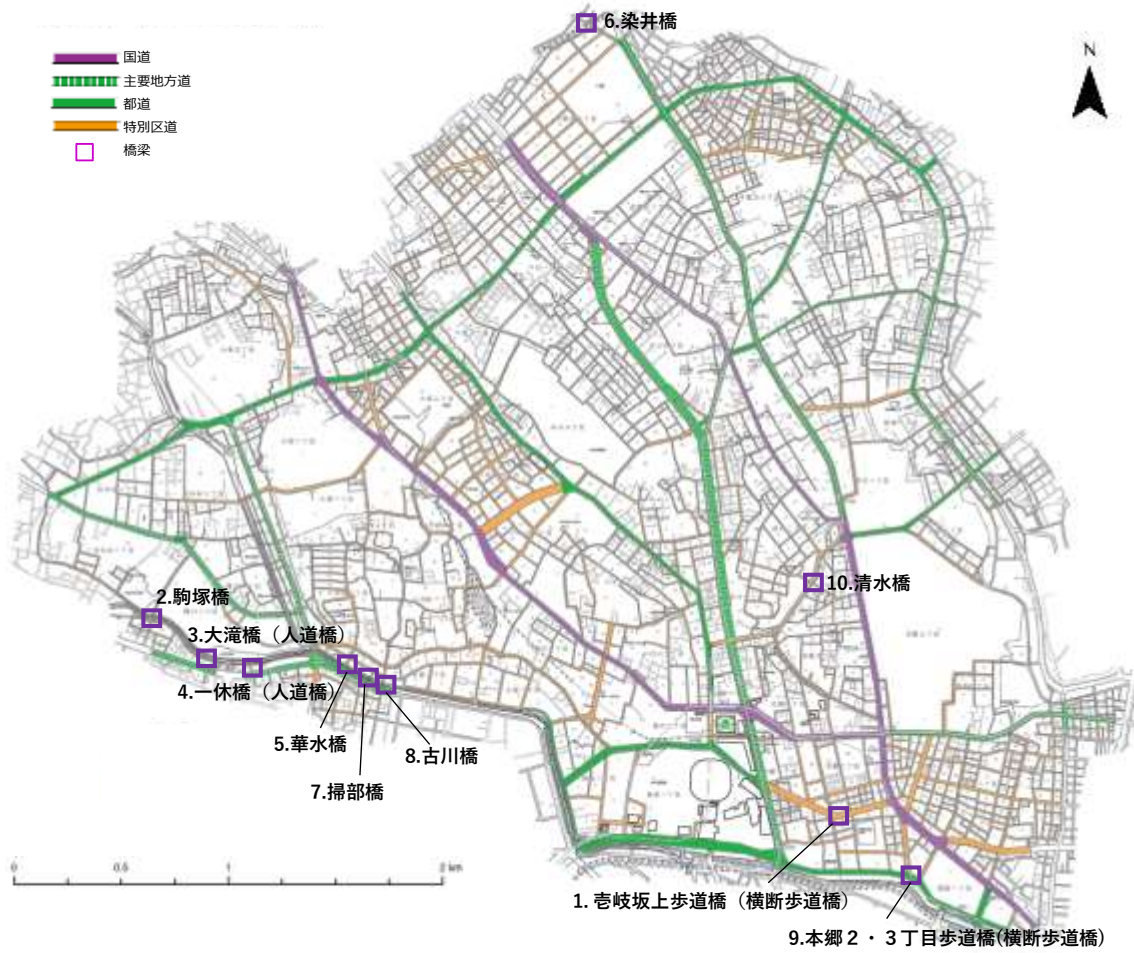 6.染井橋
N
国道
主要地方道
都道
特別区道
橋梁
10.清水橋
2.駒塚橋
3.大滝橋（人道橋）
4.一休橋（人道橋）
5.華水橋
8.古川橋
7.掃部橋
0 0.5 1 2 km
1. 壱岐坂上歩道橋（横断歩道橋）
9.本郷２・３丁目歩道橋(横断歩道橋)